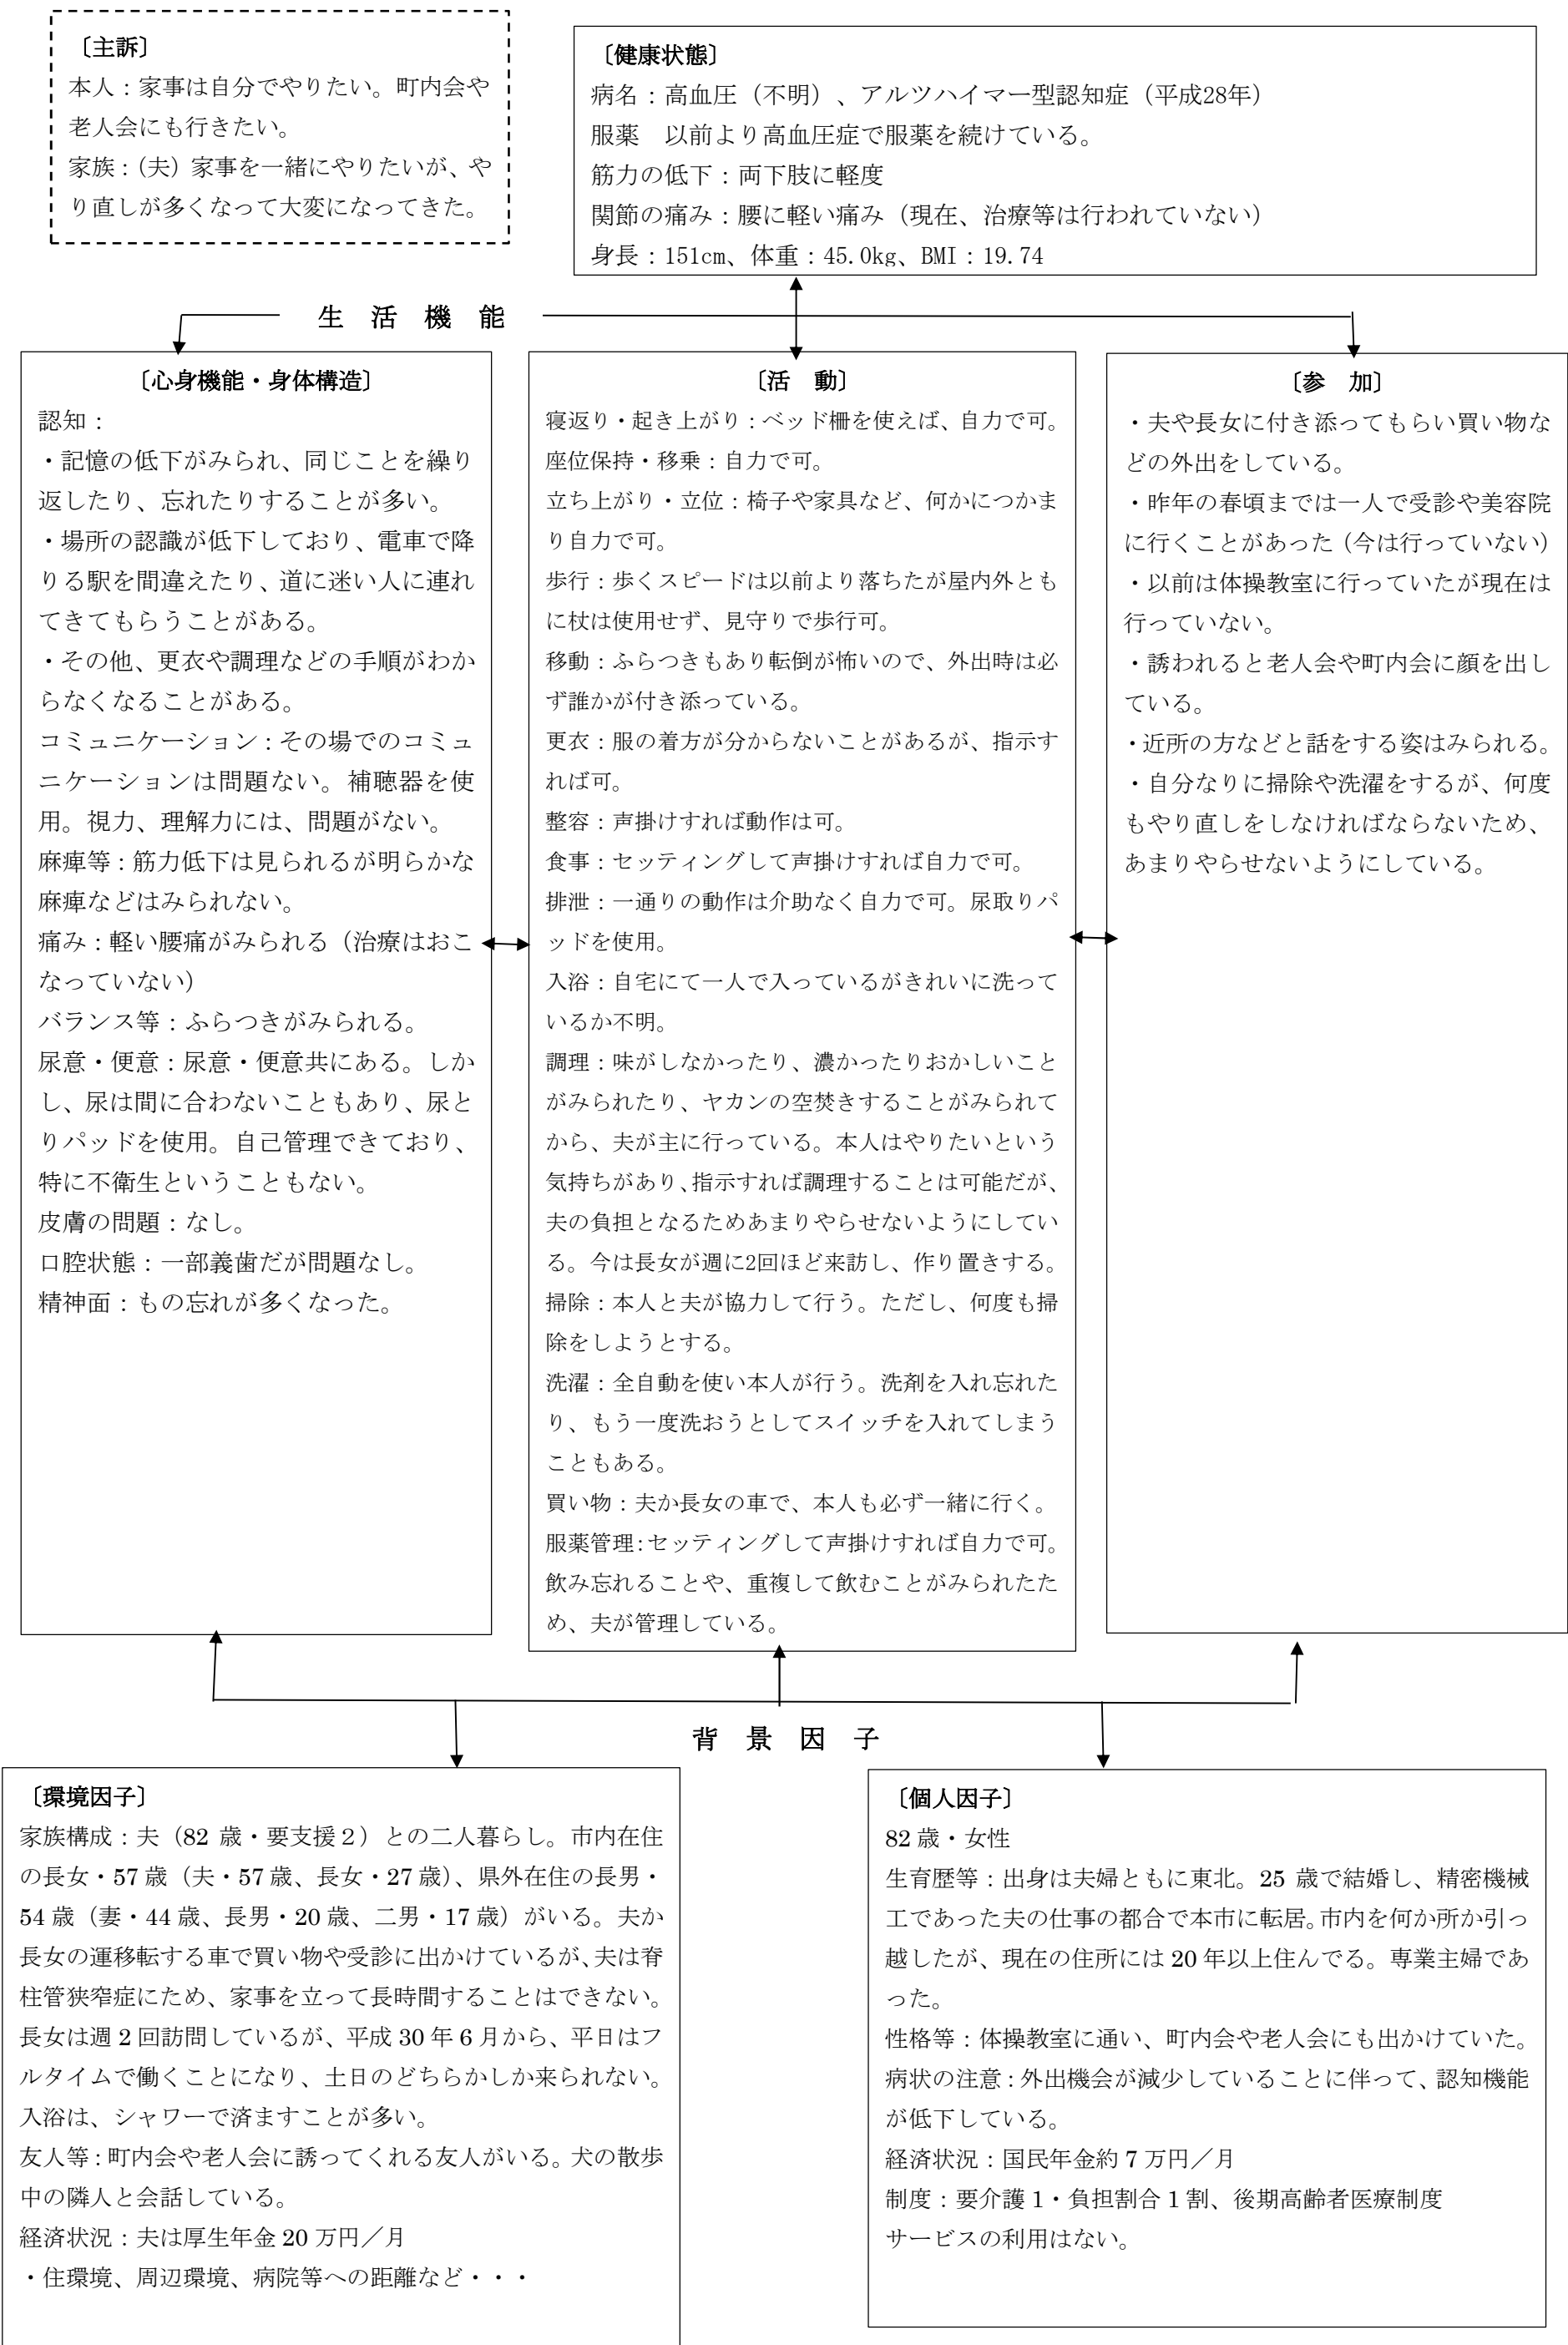 〔主訴〕
本人：家事は自分でやりたい。町内会や
老人会にも行きたい。
家族：(夫) 家事を一緒にやりたいが、や
り直しが多くなって大変になってきた。
〔健康状態〕
病名：高血圧（不明）、アルツハイマー型認知症（平成28年）
服薬　以前より高血圧症で服薬を続けている。
筋力の低下：両下肢に軽度
関節の痛み：腰に軽い痛み（現在、治療等は行われていない）
身長：151cm、体重：45.0kg、BMI：19.74
生　活　機　能
〔心身機能・身体構造〕
認知：
・記憶の低下がみられ、同じことを繰り
返したり、忘れたりすることが多い。
・場所の認識が低下しており、電車で降
りる駅を間違えたり、道に迷い人に連れ
てきてもらうことがある。
・その他、更衣や調理などの手順がわか
らなくなることがある。
コミュニケーション：その場でのコミュ
ニケーションは問題ない。補聴器を使
用。視力、理解力には、問題がない。
麻痺等：筋力低下は見られるが明らかな
麻痺などはみられない。
痛み：軽い腰痛がみられる（治療はおこ
なっていない）
バランス等：ふらつきがみられる。
尿意・便意：尿意・便意共にある。しか
し、尿は間に合わないこともあり、尿と
りパッドを使用。自己管理できており、
特に不衛生ということもない。
皮膚の問題：なし。
口腔状態：一部義歯だが問題なし。
精神面：もの忘れが多くなった。
〔活　動〕
寝返り・起き上がり：ベッド柵を使えば、自力で可。
座位保持・移乗：自力で可。
立ち上がり・立位：椅子や家具など、何かにつかま
り自力で可。
歩行：歩くスピードは以前より落ちたが屋内外とも
に杖は使用せず、見守りで歩行可。
移動：ふらつきもあり転倒が怖いので、外出時は必
ず誰かが付き添っている。
更衣：服の着方が分からないことがあるが、指示す
れば可。
整容：声掛けすれば動作は可。
食事：セッティングして声掛けすれば自力で可。
排泄：一通りの動作は介助なく自力で可。尿取りパ
ッドを使用。
入浴：自宅にて一人で入っているがきれいに洗って
いるか不明。
調理：味がしなかったり、濃かったりおかしいこと
がみられたり、ヤカンの空焚きすることがみられて
から、夫が主に行っている。本人はやりたいという
気持ちがあり、指示すれば調理することは可能だが、
夫の負担となるためあまりやらせないようにしてい
る。今は長女が週に2回ほど来訪し、作り置きする。
掃除：本人と夫が協力して行う。ただし、何度も掃
除をしようとする。
洗濯：全自動を使い本人が行う。洗剤を入れ忘れた
り、もう一度洗おうとしてスイッチを入れてしまう
こともある。
買い物：夫か長女の車で、本人も必ず一緒に行く。
服薬管理：セッティングして声掛けすれば自力で可。
飲み忘れることや、重複して飲むことがみられたた
め、夫が管理している。
〔参　加〕
・夫や長女に付き添ってもらい買い物な
どの外出をしている。
・昨年の春頃までは一人で受診や美容院
に行くことがあった（今は行っていない）
・以前は体操教室に行っていたが現在は
行っていない。
・誘われると老人会や町内会に顔を出し
ている。
・近所の方などと話をする姿はみられる。
・自分なりに掃除や洗濯をするが、何度
もやり直しをしなければならないため、
あまりやらせないようにしている。
背　景　因　子
〔環境因子〕
家族構成：夫（82 歳・要支援２）との二人暮らし。市内在住
の長女・57 歳（夫・57 歳、長女・27 歳）、県外在住の長男・
54 歳（妻・44 歳、長男・20 歳、二男・17 歳）がいる。夫か
長女の運移転する車で買い物や受診に出かけているが、夫は脊
柱管狭窄症にため、家事を立って長時間することはできない。
長女は週 2 回訪問しているが、平成 30 年 6 月から、平日はフ
ルタイムで働くことになり、土日のどちらかしか来られない。
入浴は、シャワーで済ますことが多い。
友人等：町内会や老人会に誘ってくれる友人がいる。犬の散歩
中の隣人と会話している。
経済状況：夫は厚生年金 20 万円／月
・住環境、周辺環境、病院等への距離など・・・
〔個人因子〕
82 歳・女性
生育歴等：出身は夫婦ともに東北。25 歳で結婚し、精密機械
工であった夫の仕事の都合で本市に転居。市内を何か所か引っ
越したが、現在の住所には 20 年以上住んでる。専業主婦であ
った。
性格等：体操教室に通い、町内会や老人会にも出かけていた。
病状の注意：外出機会が減少していることに伴って、認知機能
が低下している。
経済状況：国民年金約 7 万円／月
制度：要介護 1・負担割合 1 割、後期高齢者医療制度
サービスの利用はない。